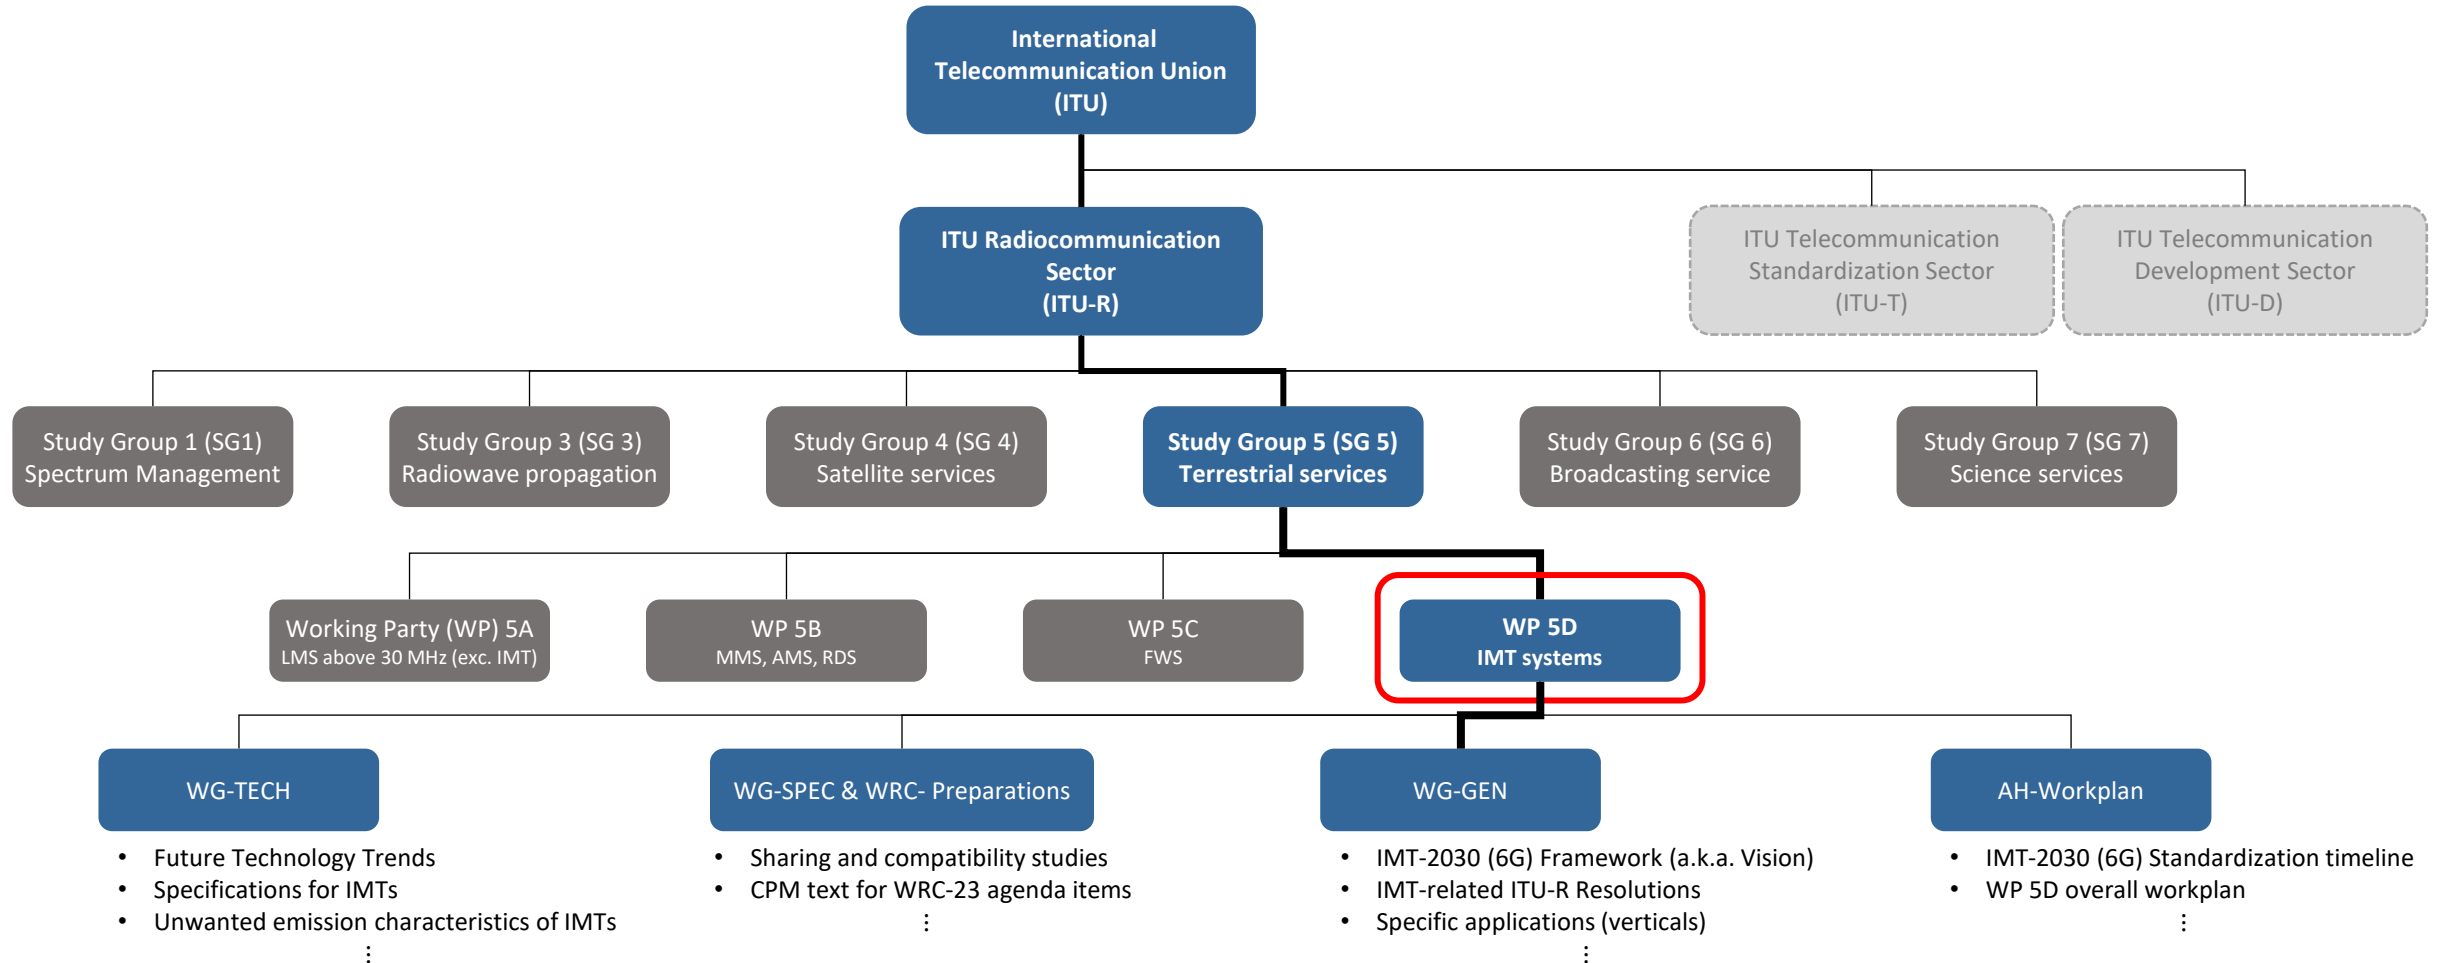 International
Telecommunication Union
(ITU)
ITU Radiocommunication
Sector
(ITU-R)
ITU Telecommunication
Standardization Sector
(ITU-T)
ITU Telecommunication
Development Sector
(ITU-D)
Study Group 1 (SG1)
Spectrum Management
Study Group 3 (SG 3)
Radiowave propagation
Study Group 4 (SG 4)
Satellite services
Study Group 5 (SG 5)
Terrestrial services
Study Group 6 (SG 6)
Broadcasting service
Study Group 7 (SG 7)
Science services
Working Party (WP) 5A
LMS above 30 MHz (exc. IMT)
WP 5B
MMS, AMS, RDS
WP 5C
FWS
WP 5D
IMT systems
WG-TECH
• Future Technology Trends
• Specifications for IMTs
• Unwanted emission characteristics of IMTs
⋮
WG-SPEC & WRC- Preparations
• Sharing and compatibility studies
• CPM text for WRC-23 agenda items
⋮
WG-GEN
• IMT-2030 (6G) Framework (a.k.a. Vision)
• IMT-related ITU-R Resolutions
• Specific applications (verticals)
⋮
AH-Workplan
• IMT-2030 (6G) Standardization timeline
• WP 5D overall workplan
⋮